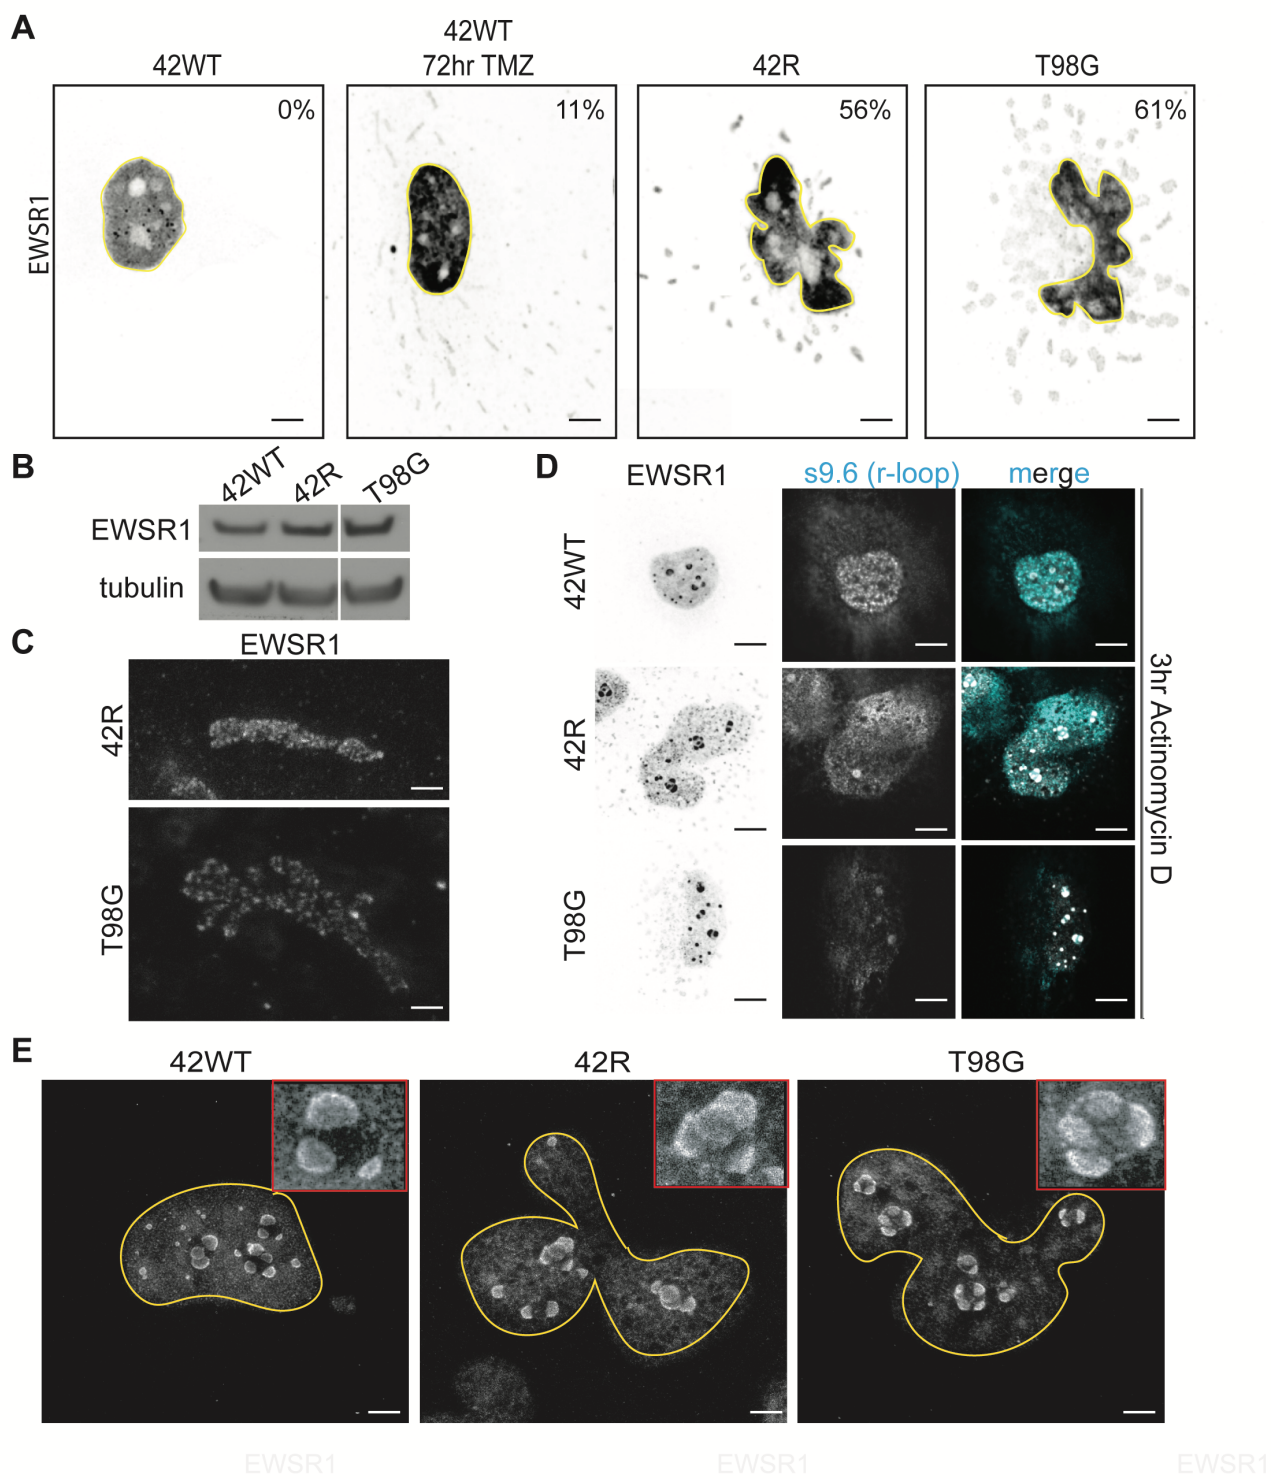 A
42WT
42WT
72hr TMZ
42R
T98G
EWSR1
0%
11%
56%
61%
B
42WT
42R
T98G
EWSR1
tubulin
C
EWSR1
42R
T98G
D
EWSR1
s9.6 (r-loop)
merge
42WT
42R
T98G
3hr Actinomycin D
E
42WT
42R
T98G
EWSR1
EWSR1
EWSR1